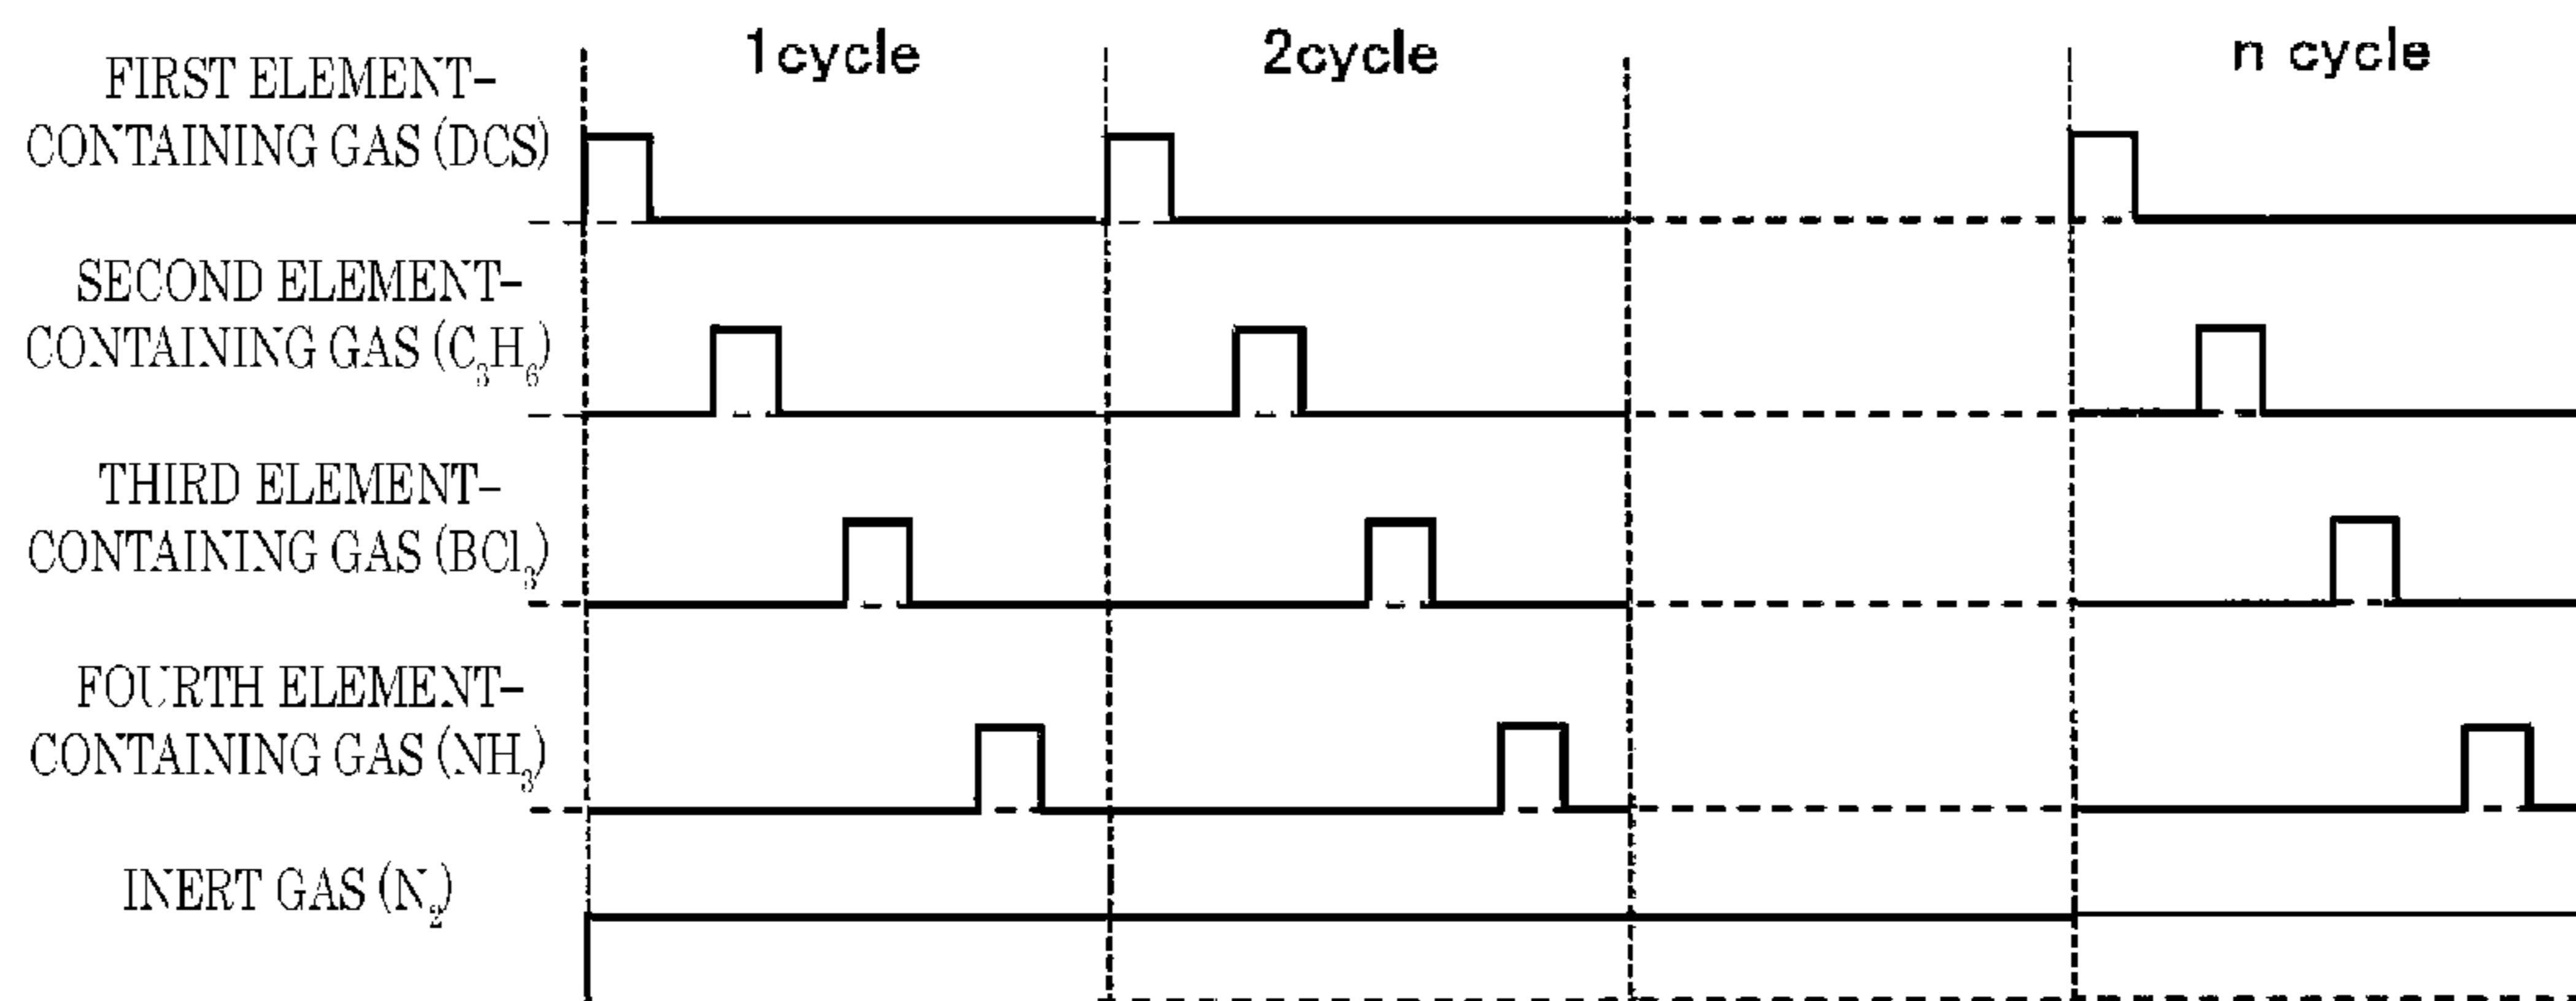 1cycle 2cycle n cycle
FIRST ELEMENT-
CONTAINING GAS (DCS)
SECOND ELEMENT-
CONTAINING GAS (C₃H₆)
THIRD ELEMENT-
CONTAINING GAS (BCl₃)
FOURTH ELEMENT-
CONTAINING GAS (NH₃)
INERT GAS (N₂)